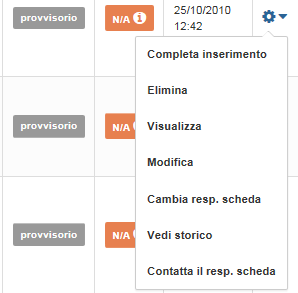 provvisorio N/A 25/10/2010
12:42
Completa inserimento
Elimina
Visualizza
provvisorio N/A
Modifica
Cambia resp. scheda
provvisorio N/A
Vedi storico
Contatta il resp. scheda